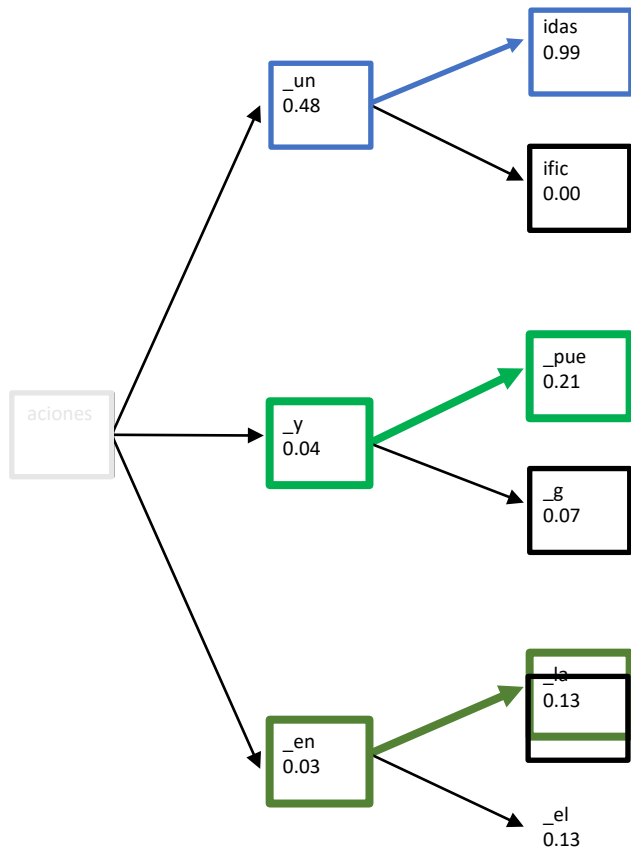 idas
0.99
_un
0.48
ific
0.00
_pue
0.21
aciones
_y
0.04
_g
0.07
_la
0.13
_en
0.03
_el
0.13